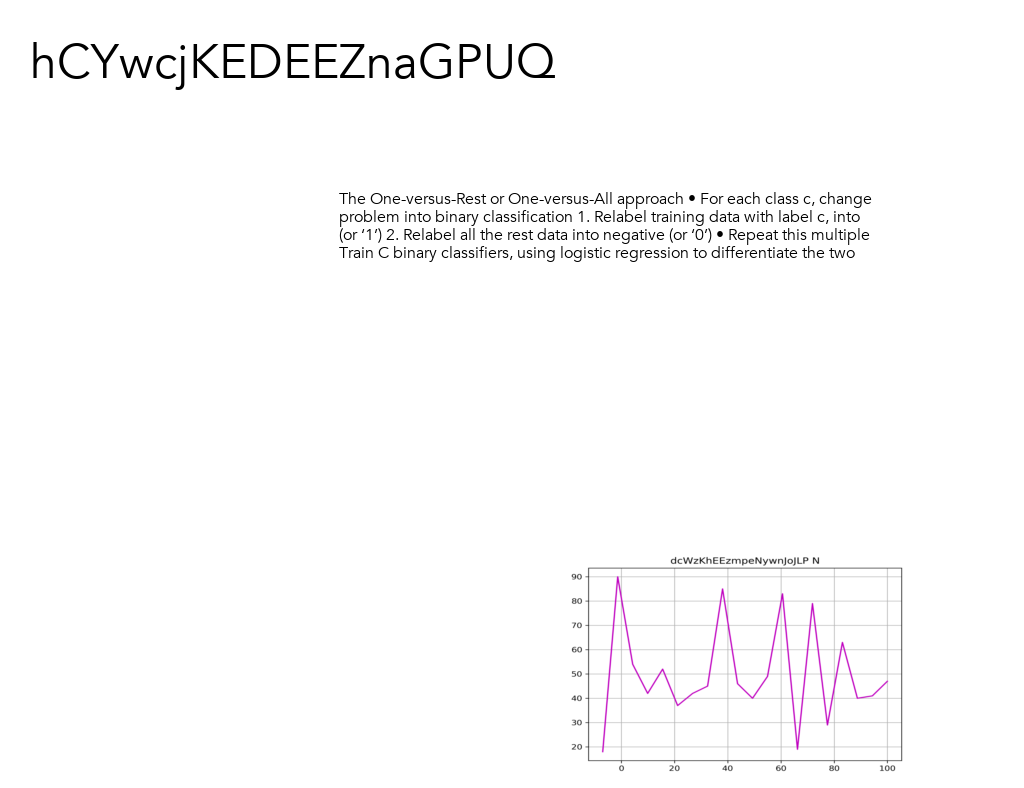 hCYwcjKEDEEZnaGPUQ
The One-versus-Rest or One-versus-All approach • For each class c, change
problem into binary classification 1. Relabel training data with label c, into
(or ‘1’) 2. Relabel all the rest data into negative (or ‘0’) • Repeat this multiple
Train C binary classifiers, using logistic regression to differentiate the two
dcWzKhEEzmpeNywnJoJLP N
90
80
70
60
50
40
30
20
0 20 40 60 80 100